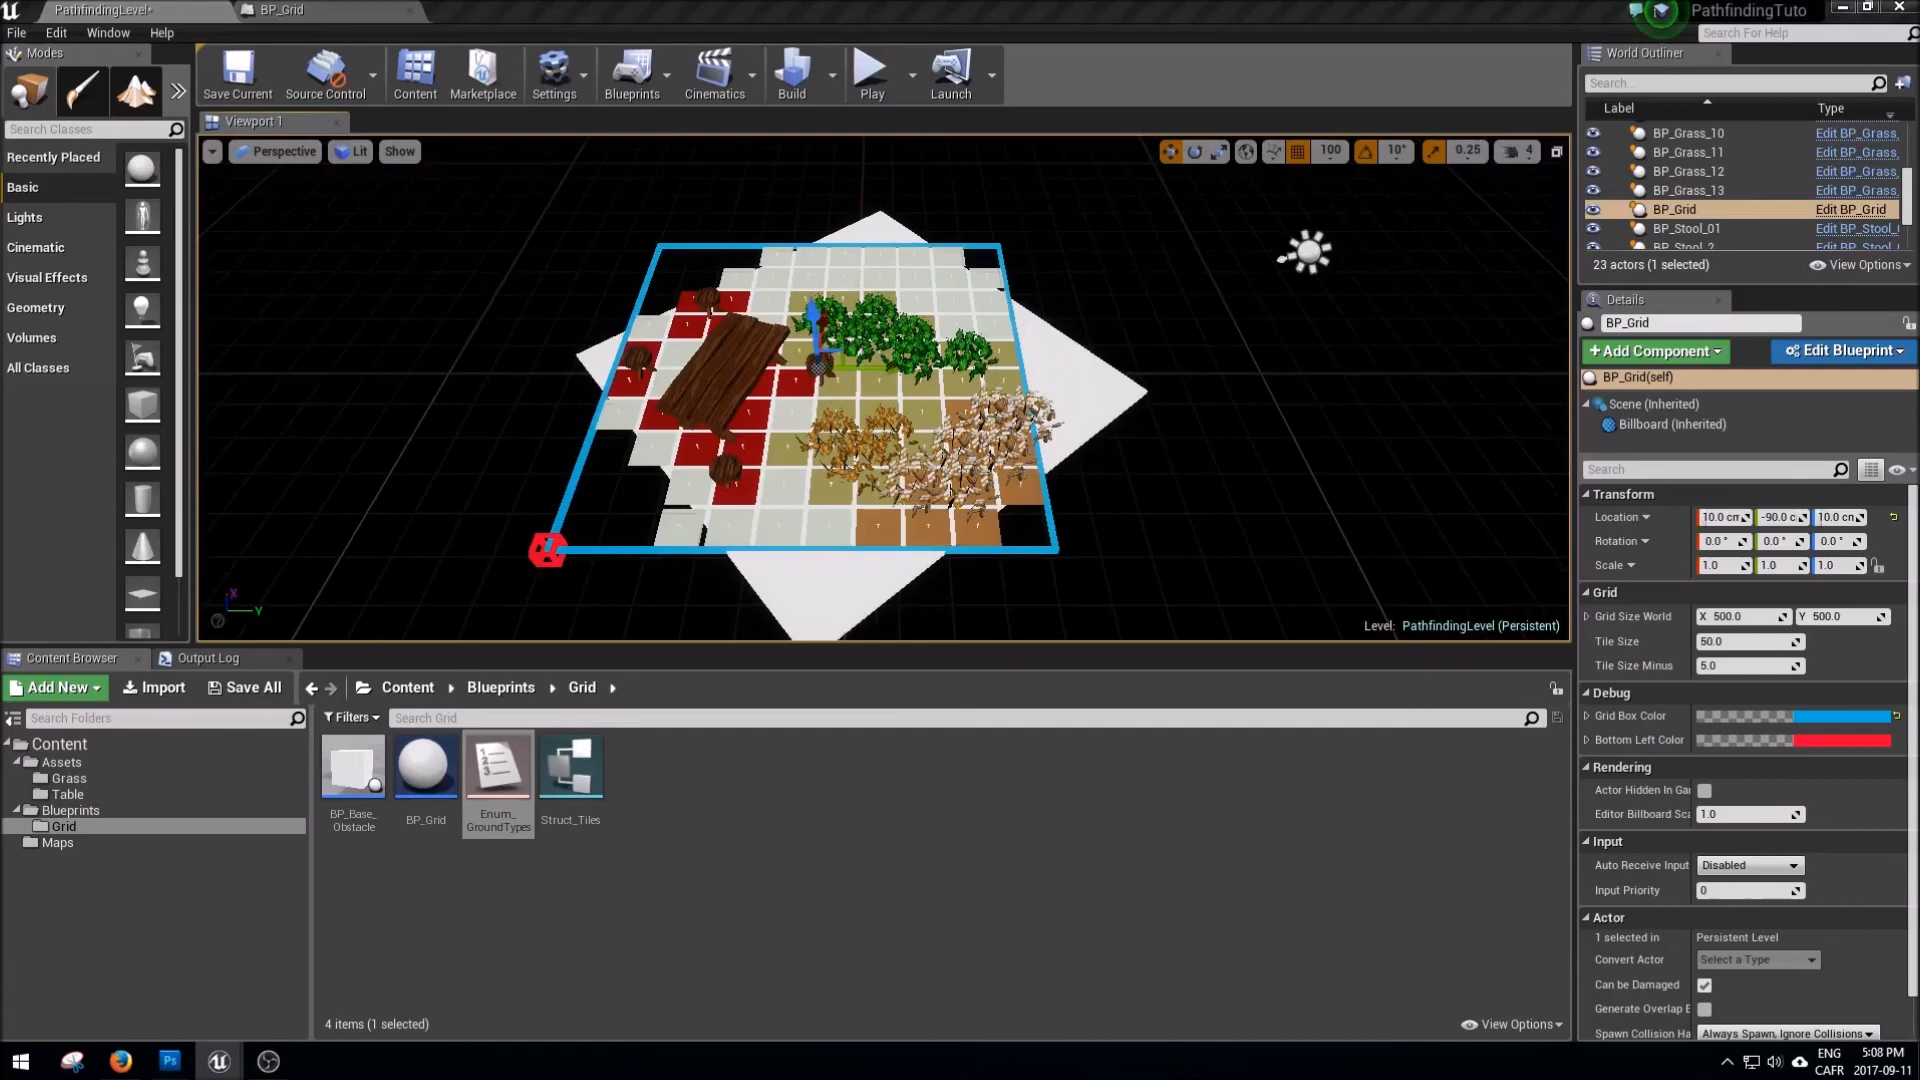 PathfindingLevel*
BP_Grid
PathfindingTuto
File Edit Window Help
Search For Help
Modes
World Outliner
Save Current
Source Control
Content
Marketplace
Settings
Blueprints
Cinematics
Build
Play
Launch
Search...
Label
Type
Search Classes
Viewport 1
BP_Grass_10 Edit BP_Grass_
BP_Grass_11 Edit BP_Grass_
BP_Grass_12 Edit BP_Grass_
BP_Grass_13 Edit BP_Grass_
BP_Grid Edit BP_Grid
BP_Stool_01 Edit BP_Stool_
BP_Stool_2 Edit BP_Stool_
23 actors (1 selected)
View Options
Recently Placed
Basic
Lights
Cinematic
Visual Effects
Geometry
Volumes
All Classes
Perspective
Lit
Show
100
10°
0.25
4
X
Y
Level: PathfindingLevel (Persistent)
Details
BP_Grid
+Add Component
Edit Blueprint
BP_Grid(self)
Scene (Inherited)
Billboard (Inherited)
Search
Transform
Location 10.0 cm -90.0 c 10.0 cm
Rotation 0.0 ° 0.0 ° 0.0 °
Scale 1.0 1.0 1.0
Grid
Grid Size World X 500.0 Y 500.0
Tile Size 50.0
Tile Size Minus 5.0
Debug
Grid Box Color
Bottom Left Color
Rendering
Actor Hidden In Ga
Editor Billboard Sca 1.0
Input
Auto Receive Input Disabled
Input Priority 0
Actor
1 selected in Persistent Level
Convert Actor Select a Type
Can be Damaged
Generate Overlap E
Spawn Collision Ha Always Spawn, Ignore Collisions
Content Browser
Output Log
Add New
Import
Save All
Content
Blueprints
Grid
Search Folders
Filters
Search Grid
Content
Assets
Grass
Table
Blueprints
Grid
Maps
BP_Base_
Obstacle
BP_Grid
Enum_
GroundTypes
Struct_Tiles
4 items (1 selected)
View Options
Ps
ENG
CAFR
5:08 PM
2017-09-11